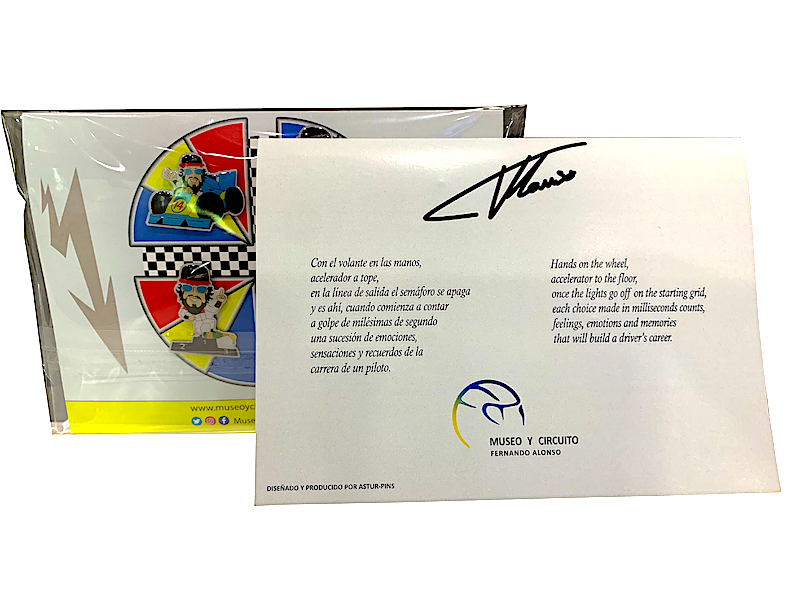 Alonso
Con el volante en las manos,
acelerador a tope,
en la línea de salida el semáforo se apaga
y es ahí, cuando comienza a contar
a golpe de milésimas de segundo
una sucesión de emociones,
sensaciones y recuerdos de la
carrera de un piloto.
Hands on the wheel,
accelerator to the floor,
once the lights go off on the starting grid,
each choice made in milliseconds counts,
feelings, emotions and memories
that will build a driver's career.
MUSEO Y CIRCUITO
FERNANDO ALONSO
DISEÑADO Y PRODUCIDO POR ASTUR-PINS
14
2
www.museoyc
Museo